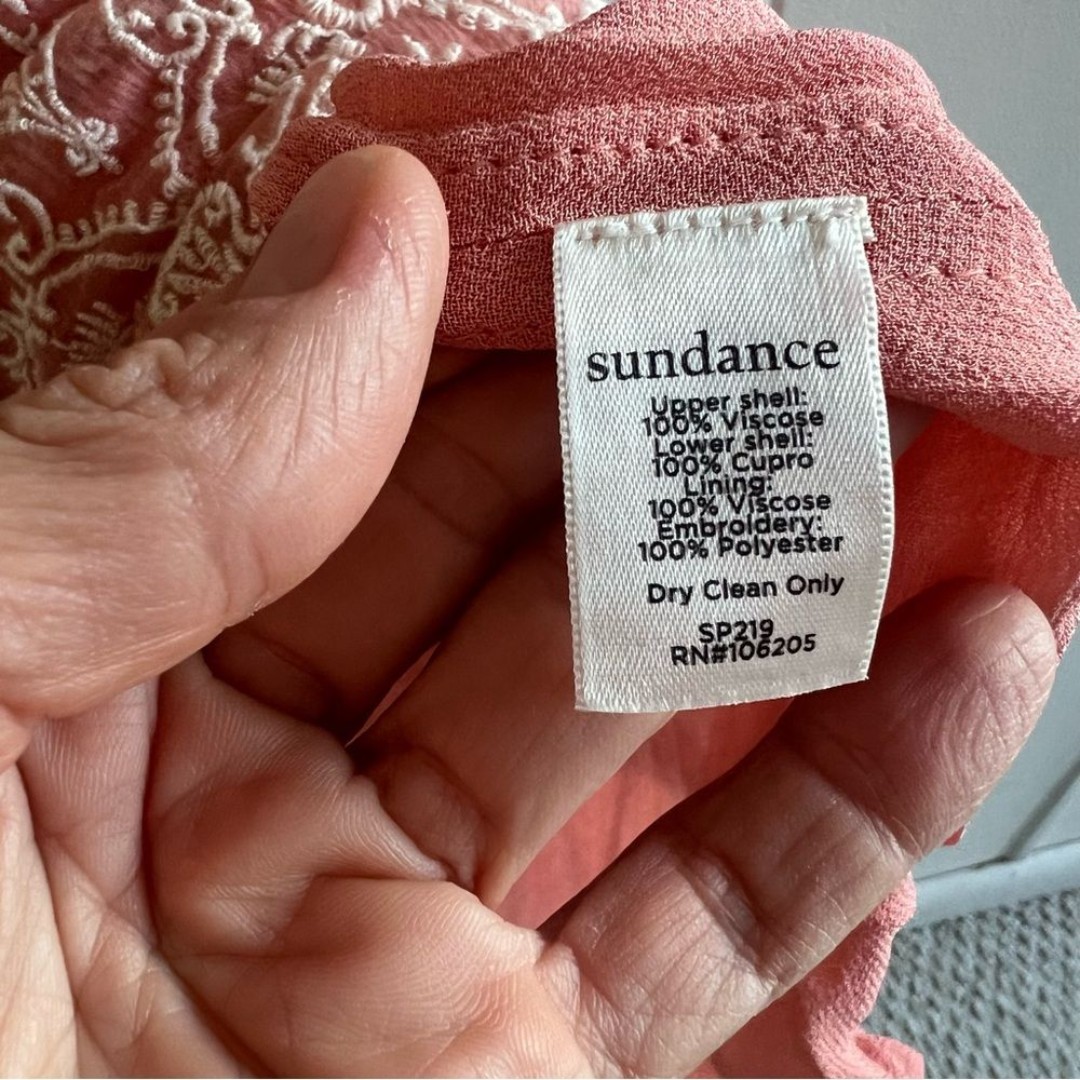 sundance
Upper shell:
100% Viscose
Lower shell:
100% Cupro
Lining:
100% Viscose
Embroidery:
100% Polyester
Dry Clean Only
SP219
RN#106205